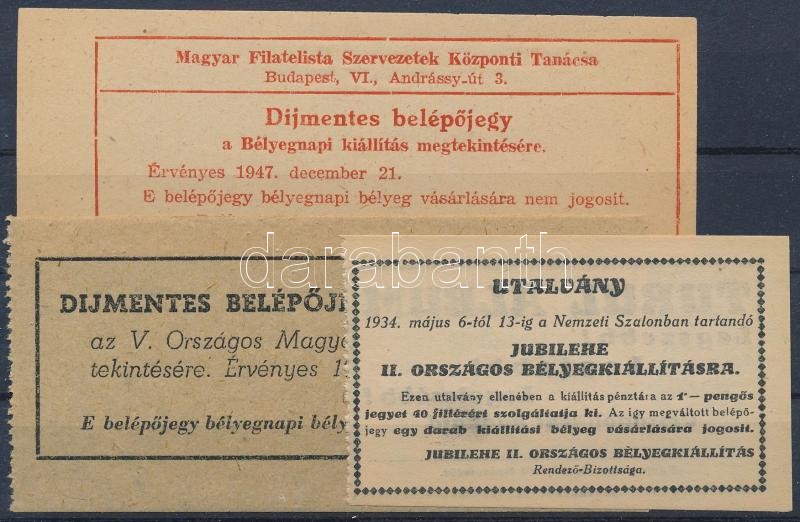 Magyar Filatelista Szervezetek Központi Tanácsa
Budapest, VI., Andrássy-út 3.
Dijmentes belépőjegy
a Bélyegnapi kiállítás megtekintésére.
Érvényes 1947. december 21.
E belépőjegy bélyegnapi bélyeg vásárlására nem jogosít.
darabanth
DIJMENTES BELÉPŐJE
az V. Országos Magya
tekintésére. Érvényes 1
E belépőjegy bélyegnapi bély
UTALVÁNY
1934. május 6-tól 13-ig a Nemzeti Szalonban tartandó
JUBILEHE
II. ORSZÁGOS BÉLYEGKIÁLLÍTÁSRA.
Ezen utalvány ellenében a kiállítás pénztára az 1·— pengős
jegyet 40 fillérért szolgáltatja ki. Az igy megváltott belépő-
jegy egy darab kiállítási bélyeg vásárlására jogosít.
JUBILEHE II. ORSZÁGOS BÉLYEGKIÁLLÍTÁS
Rendező-Bizottsága.